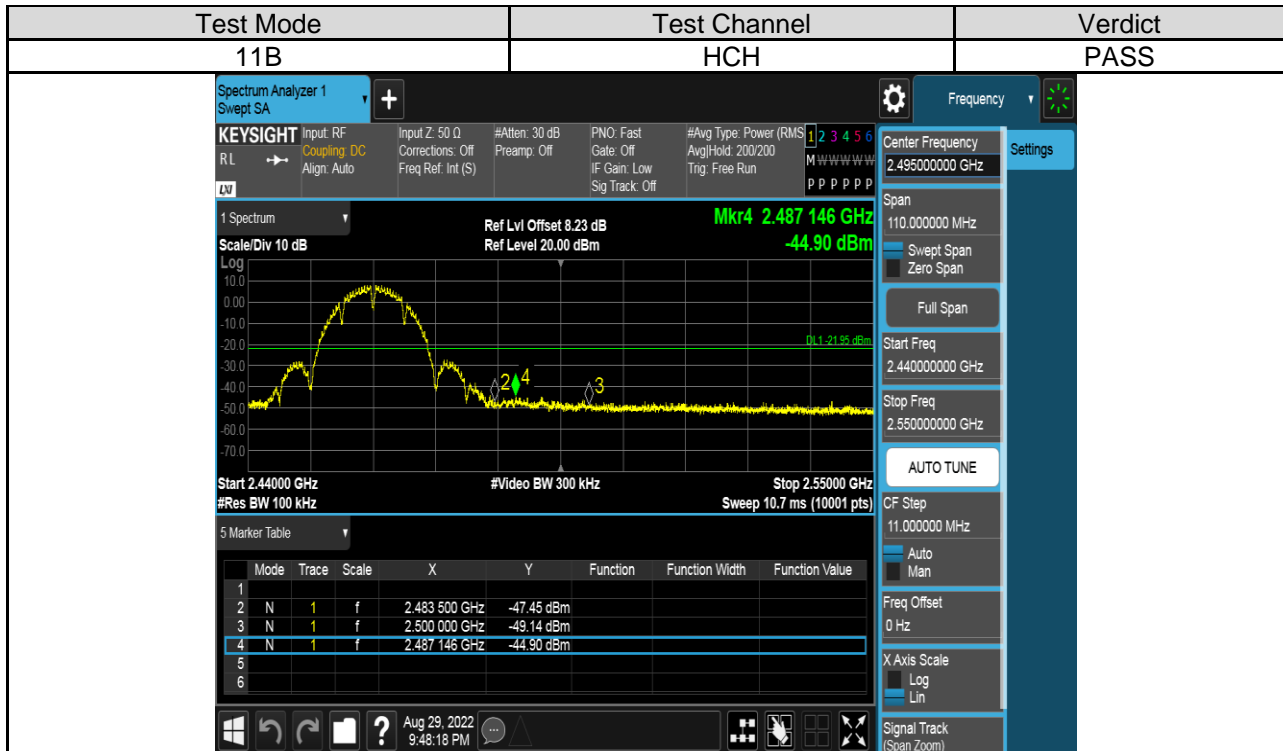 Test Mode Test Channel Verdict
11B HCH PASS
Spectrum Analyzer 1
Swept SA
+
Frequency
KEYSIGHT
RL
LXI
Input: RF
Coupling: DC
Align: Auto
Input Z: 50 Ω
Corrections: Off
Freq Ref: Int (S)
#Atten: 30 dB
Preamp: Off
PNO: Fast
Gate: Off
IF Gain: Low
Sig Track: Off
#Avg Type: Power (RMS
Avg|Hold: 200/200
Trig: Free Run
1 2 3 4 5 6
M W W W W W
P P P P P P
1 Spectrum
Scale/Div 10 dB
Ref Lvl Offset 8.23 dB
Ref Level 20.00 dBm
Mkr4 2.487 146 GHz
-44.90 dBm
Log
10.0
0.00
-10.0
-20.0
-30.0
-40.0
-50.0
-60.0
-70.0
DL1 -21.95 dBm
2 4 3
Start 2.44000 GHz #Video BW 300 kHz Stop 2.55000 GHz
#Res BW 100 kHz Sweep 10.7 ms (10001 pts)
5 Marker Table
Mode Trace Scale X Y Function Function Width Function Value
1
2 N 1 f 2.483 500 GHz -47.45 dBm
3 N 1 f 2.500 000 GHz -49.14 dBm
4 N 1 f 2.487 146 GHz -44.90 dBm
5
6
?
Aug 29, 2022
9:48:18 PM
Center Frequency
2.495000000 GHz
Settings
Span
110.000000 MHz
Swept Span
Zero Span
Full Span
Start Freq
2.440000000 GHz
Stop Freq
2.550000000 GHz
AUTO TUNE
CF Step
11.000000 MHz
Auto
Man
Freq Offset
0 Hz
X Axis Scale
Log
Lin
Signal Track
(Span Zoom)